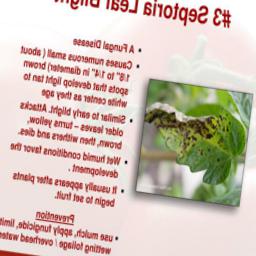 #3 Septoria Leaf Blight
• A Fungal Disease
• Causes numerous small ( about
1/8" to 1/4" in diameter) brown
spots that develop light to tan
white as centers as they age
• Similar to early blight. Attacks
older leaves – turns yellow,
brown, then withers and dies.
• Wet humid conditions favor the
development .
• It usually appears after plants
begin to set fruit.
Prevention
• use mulch, apply fungicide, limit
wetting foliage / overhead